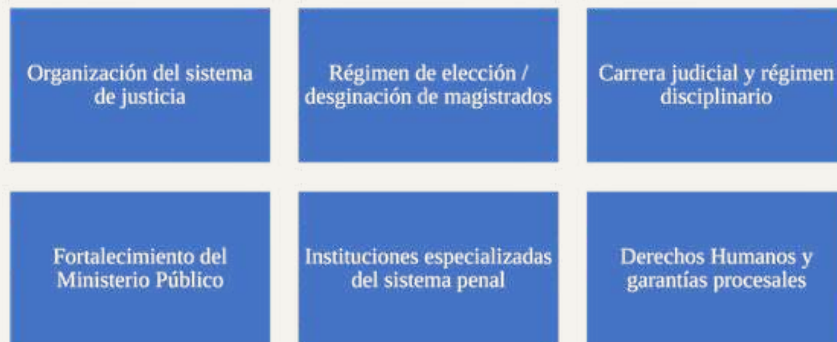 Organización del sistema
de justicia
Régimen de elección /
desginación de magistrados
Carrera judicial y régimen
disciplinario
Fortalecimiento del
Ministerio Público
Instituciones especializadas
del sistema penal
Derechos Humanos y
garantías procesales